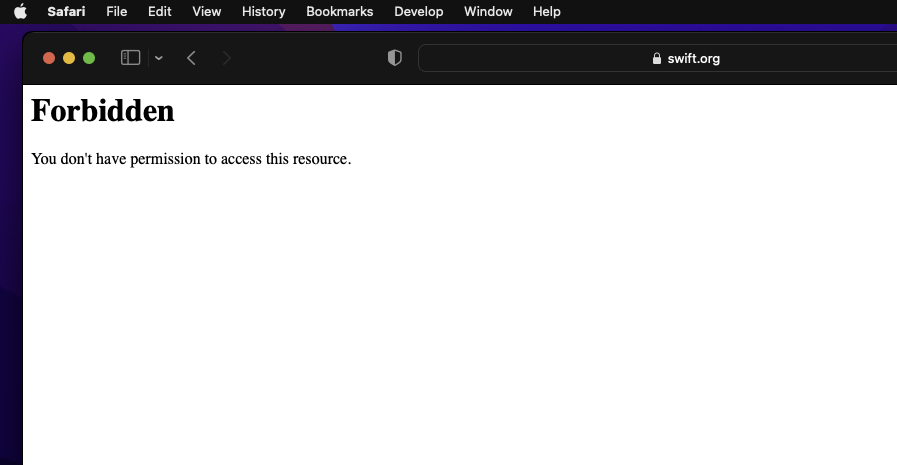 Safari File Edit View History Bookmarks Develop Window Help
swift.org
Forbidden
You don't have permission to access this resource.